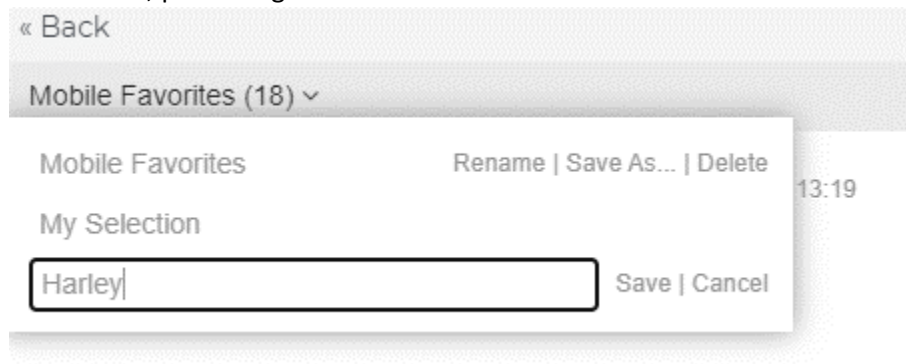 « Back
Mobile Favorites (18)
Mobile Favorites Rename | Save As... | Delete
13:19
My Selection
Harley Save | Cancel